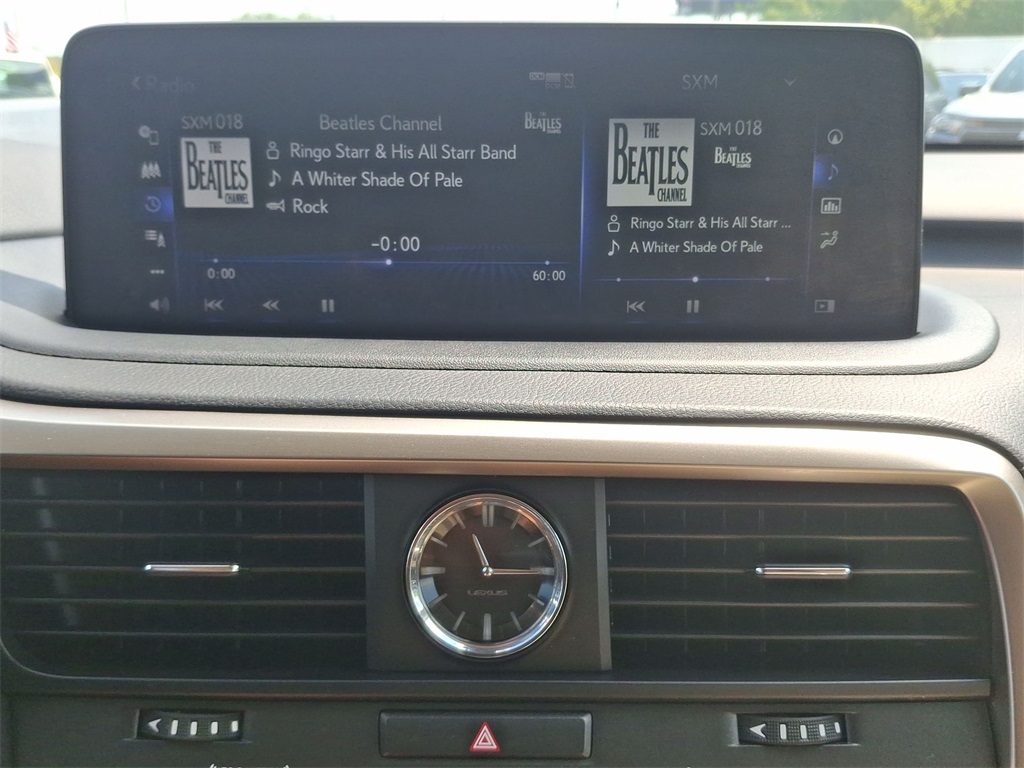 Radio
SXM
SXM 018
Beatles Channel
BEATLES
THE
BEATLES
CHANNEL
Ringo Starr & His All Starr Band
A Whiter Shade Of Pale
Rock
-0:00
0:00
60:00
THE
BEATLES
CHANNEL
SXM 018
THE
BEATLES
Ringo Starr & His All Starr ...
A Whiter Shade Of Pale
LEXUS